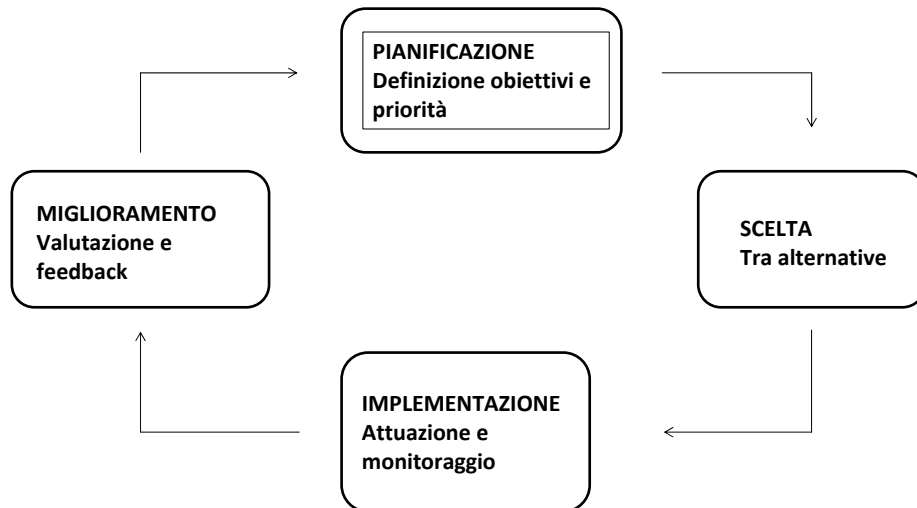 PIANIFICAZIONE
Definizione obiettivi e
priorità
MIGLIORAMENTO
Valutazione e
feedback
SCELTA
Tra alternative
IMPLEMENTAZIONE
Attuazione e
monitoraggio